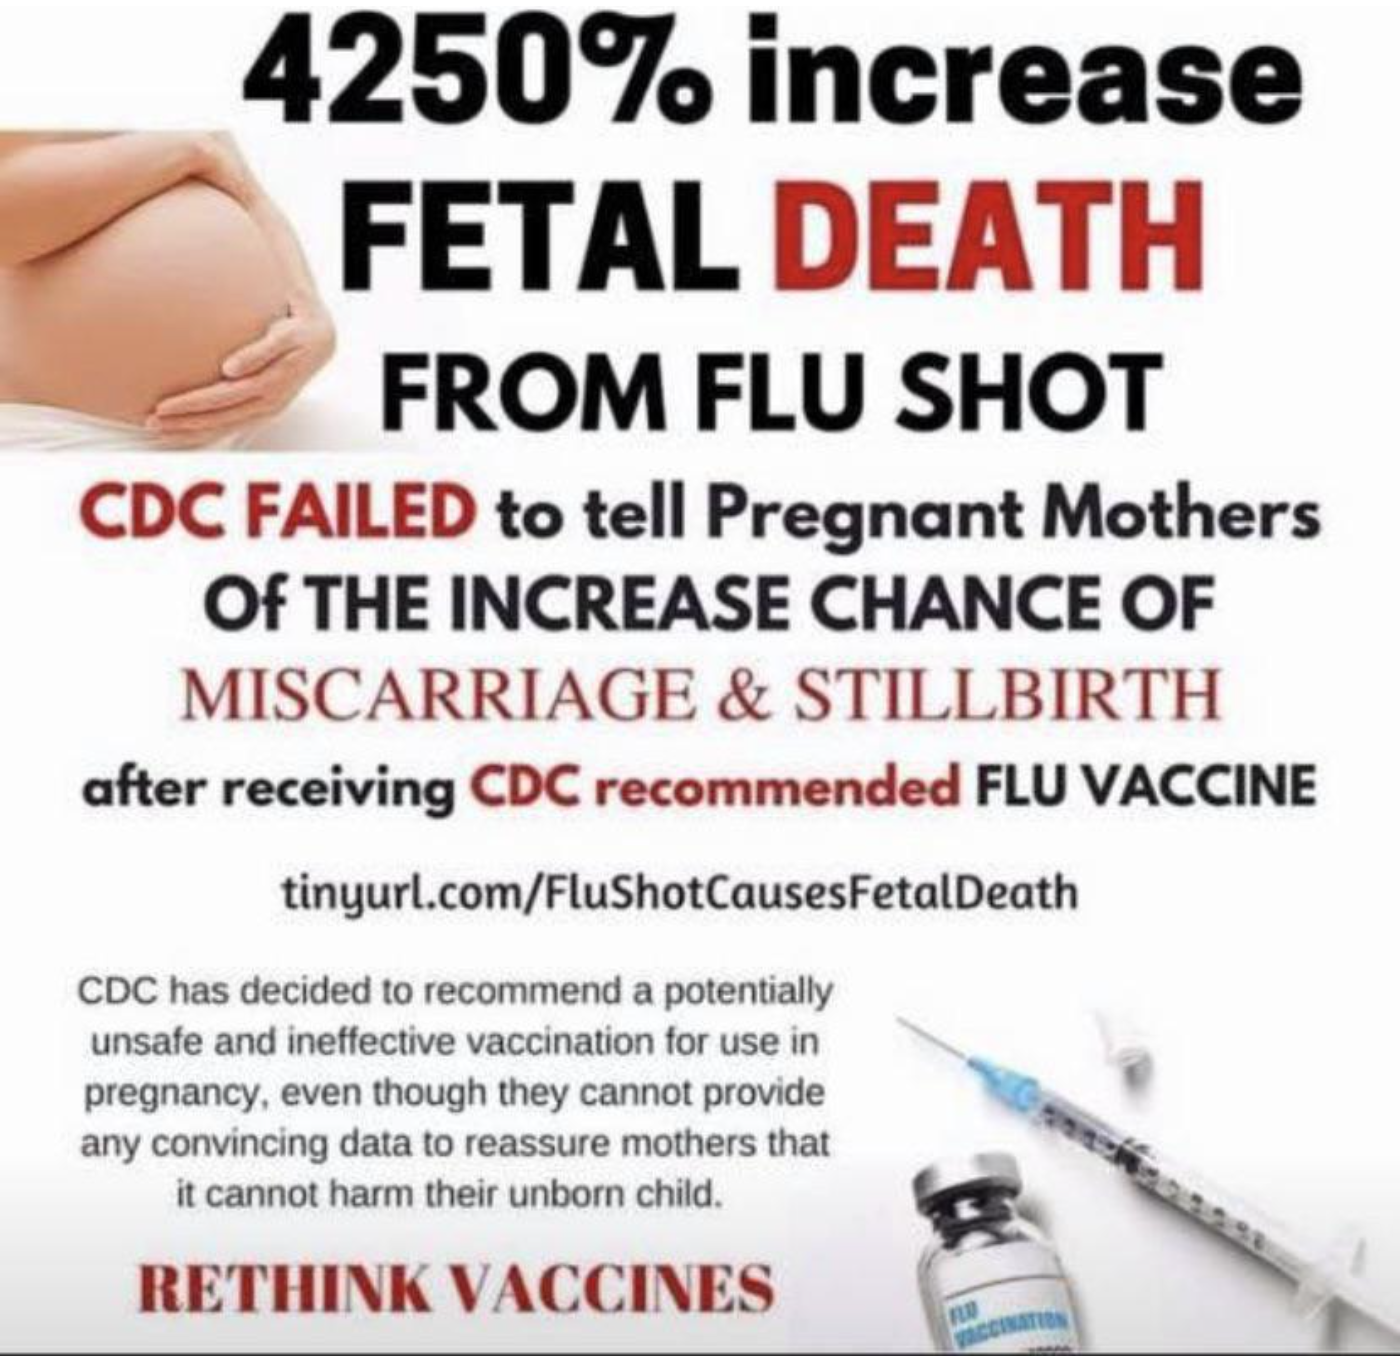 4250% increase
FETAL DEATH
FROM FLU SHOT
CDC FAILED to tell Pregnant Mothers
Of THE INCREASE CHANCE OF
MISCARRIAGE & STILLBIRTH
after receiving CDC recommended FLU VACCINE
tinyurl.com/FluShotCausesFetalDeath
CDC has decided to recommend a potentially
unsafe and ineffective vaccination for use in
pregnancy, even though they cannot provide
any convincing data to reassure mothers that
it cannot harm their unborn child.
RETHINK VACCINES
FLU
VACCINATION